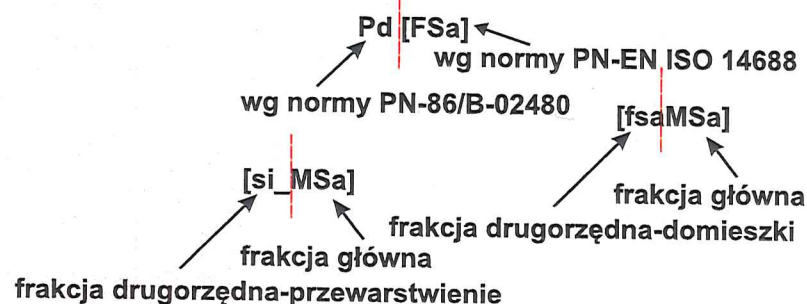 Pd [FSa]
wg normy PN-EN ISO 14688
wg normy PN-86/B-02480
[fsaMSa]
[si_MSa]
frakcja główna
frakcja drugorzędna-domieszki
frakcja główna
frakcja drugorzędna-przewarstwienie